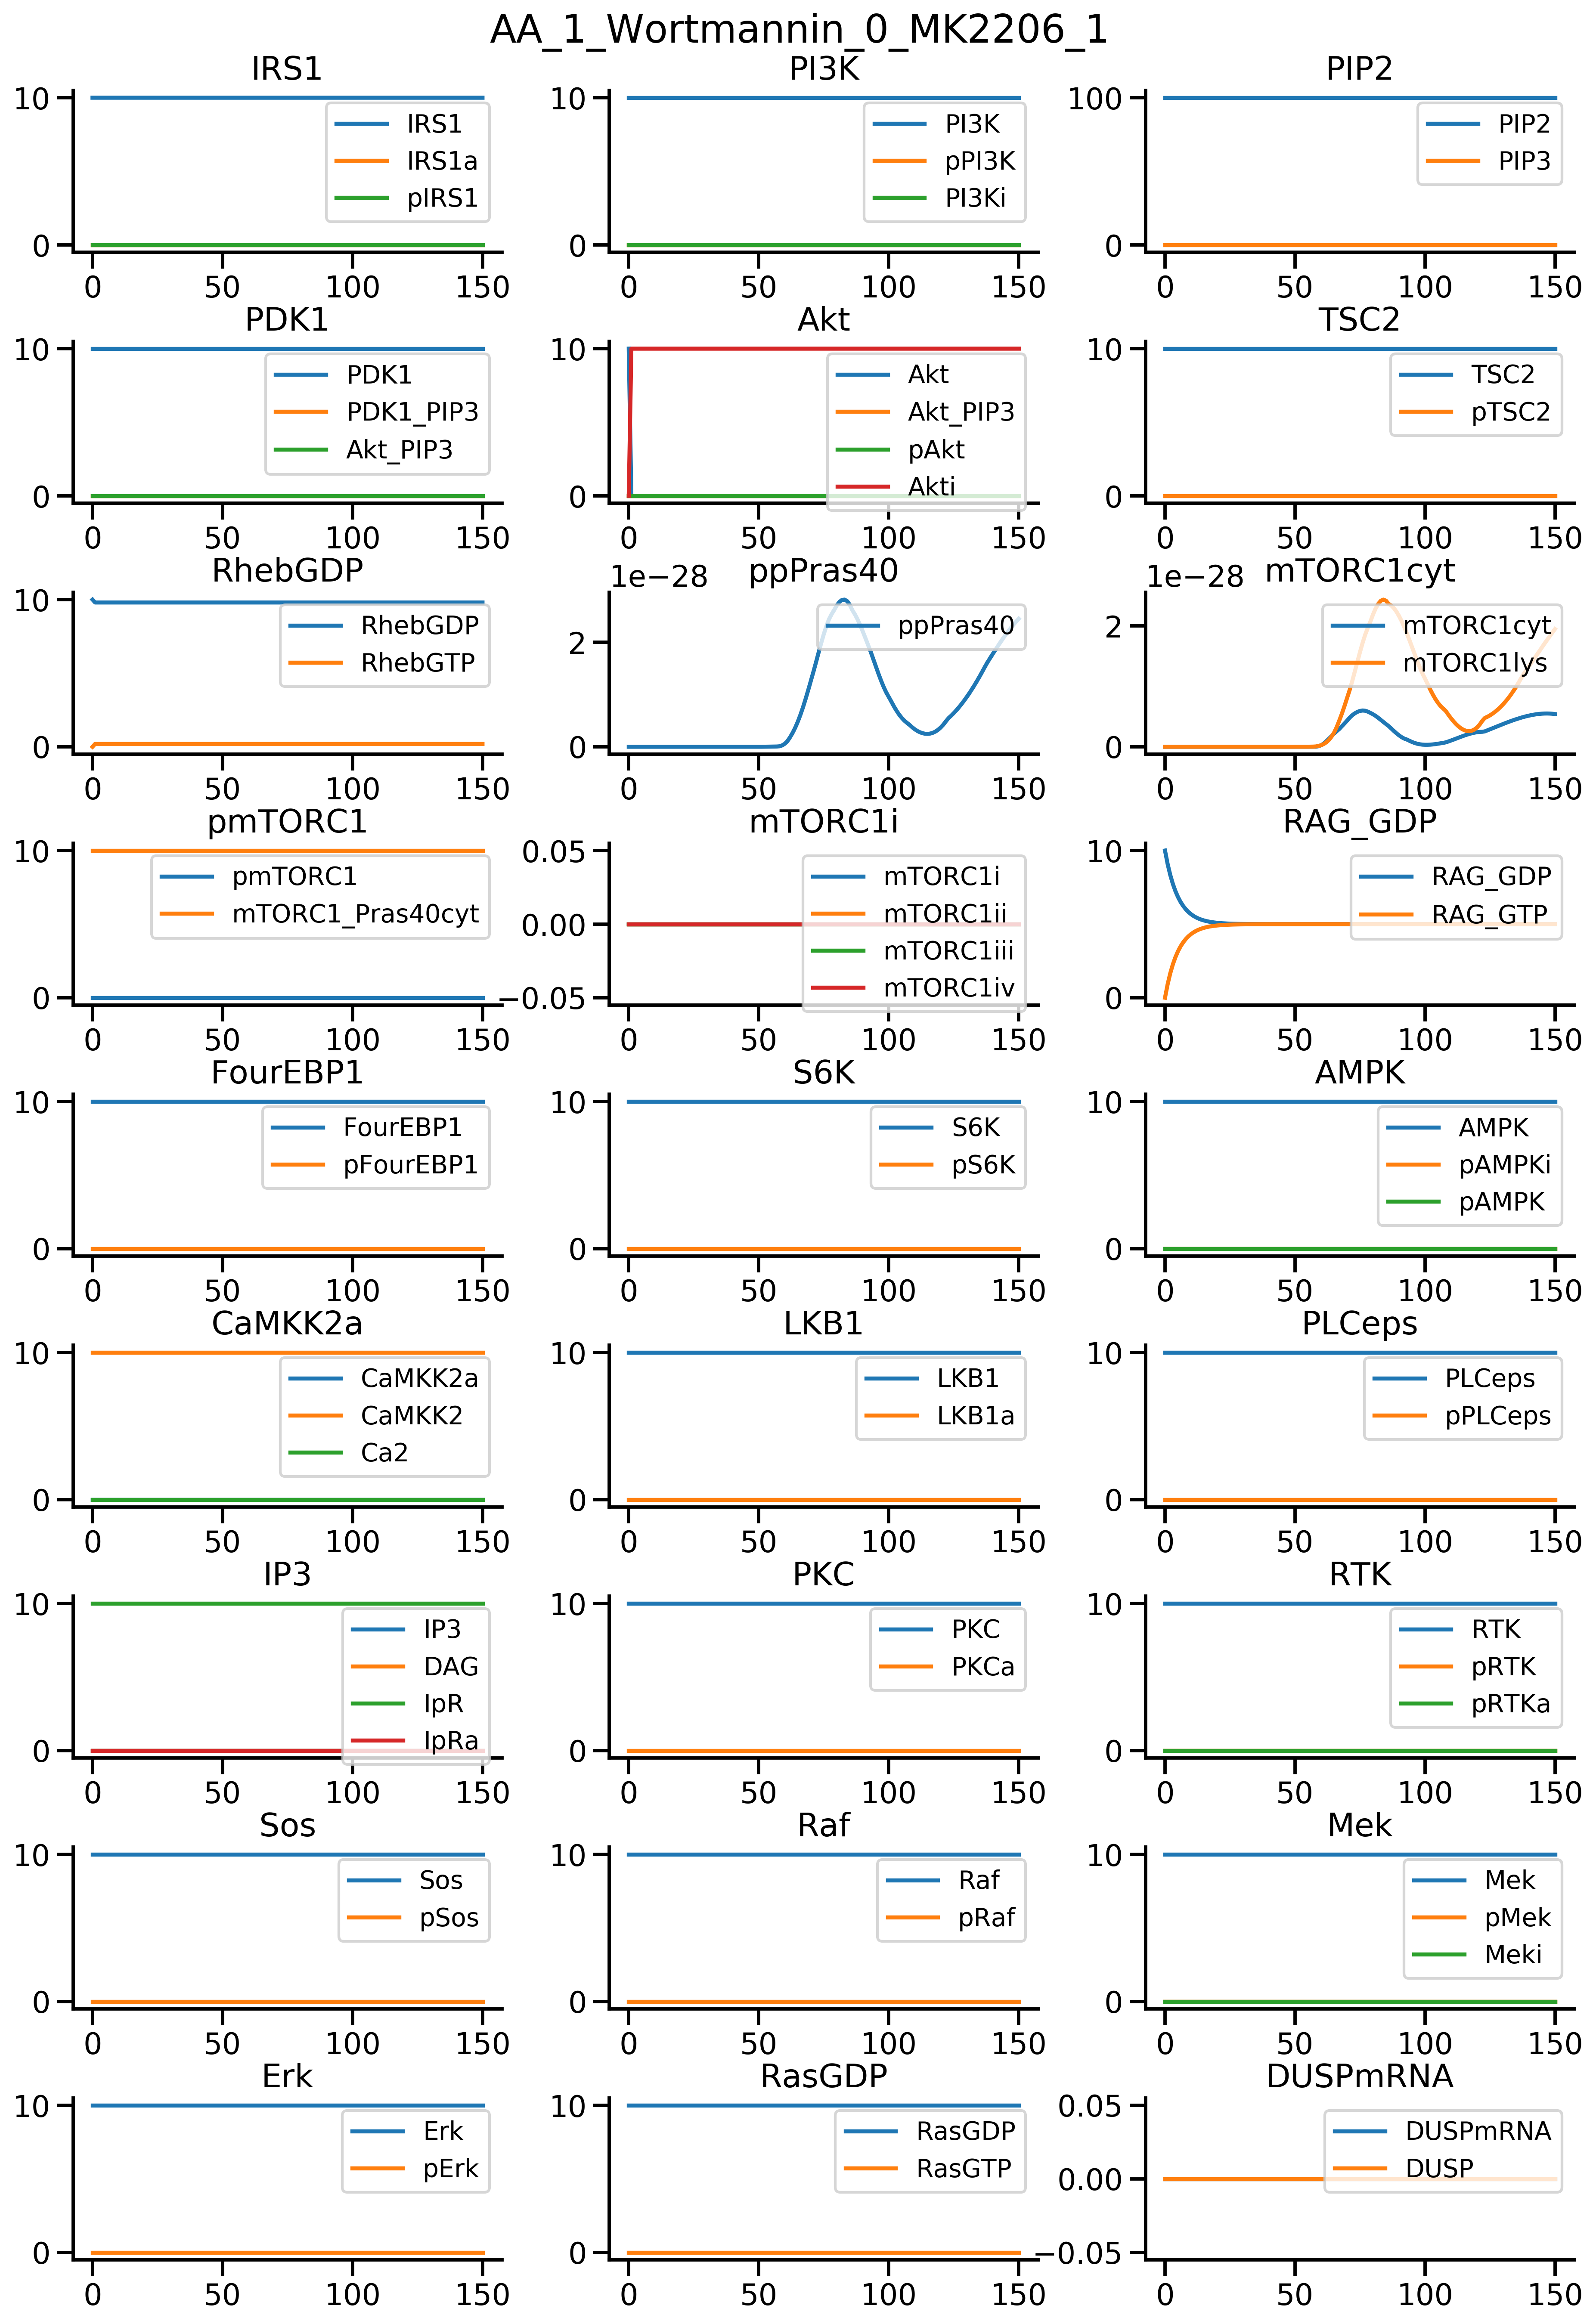 AA_1_Wortmannin_0_MK2206_1
IRS1
10
0
IRS1
IRS1a
pIRS1
0 50 100 150
PI3K
10
0
PI3K
pPI3K
PI3Ki
0 50 100 150
PIP2
100
0
PIP2
PIP3
0 50 100 150
PDK1
10
0
PDK1
PDK1_PIP3
Akt_PIP3
0 50 100 150
Akt
10
0
Akt
Akt_PIP3
pAkt
Akti
0 50 100 150
TSC2
10
0
TSC2
pTSC2
0 50 100 150
RhebGDP
10
0
RhebGDP
RhebGTP
0 50 100 150
1e−28 ppPras40
2
0
ppPras40
0 50 100 150
1e−28 mTORC1cyt
2
0
mTORC1cyt
mTORC1lys
0 50 100 150
pmTORC1
10
0
pmTORC1
mTORC1_Pras40cyt
0 50 100 150
mTORC1i
0.05
0.00
−0.05
mTORC1i
mTORC1ii
mTORC1iii
mTORC1iv
0 50 100 150
RAG_GDP
10
0
RAG_GDP
RAG_GTP
0 50 100 150
FourEBP1
10
0
FourEBP1
pFourEBP1
0 50 100 150
S6K
10
0
S6K
pS6K
0 50 100 150
AMPK
10
0
AMPK
pAMPKi
pAMPK
0 50 100 150
CaMKK2a
10
0
CaMKK2a
CaMKK2
Ca2
0 50 100 150
LKB1
10
0
LKB1
LKB1a
0 50 100 150
PLCeps
10
0
PLCeps
pPLCeps
0 50 100 150
IP3
10
0
IP3
DAG
IpR
IpRa
0 50 100 150
PKC
10
0
PKC
PKCa
0 50 100 150
RTK
10
0
RTK
pRTK
pRTKa
0 50 100 150
Sos
10
0
Sos
pSos
0 50 100 150
Raf
10
0
Raf
pRaf
0 50 100 150
Mek
10
0
Mek
pMek
Meki
0 50 100 150
Erk
10
0
Erk
pErk
0 50 100 150
RasGDP
10
0
RasGDP
RasGTP
0 50 100 150
DUSPmRNA
0.05
0.00
−0.05
DUSPmRNA
DUSP
0 50 100 150